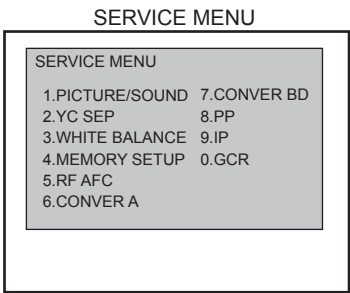 SERVICE MENU
SERVICE MENU
1.PICTURE/SOUND 7.CONVER BD
2.YC SEP 8.PP
3.WHITE BALANCE 9.IP
4.MEMORY SETUP 0.GCR
5.RF AFC
6.CONVER A